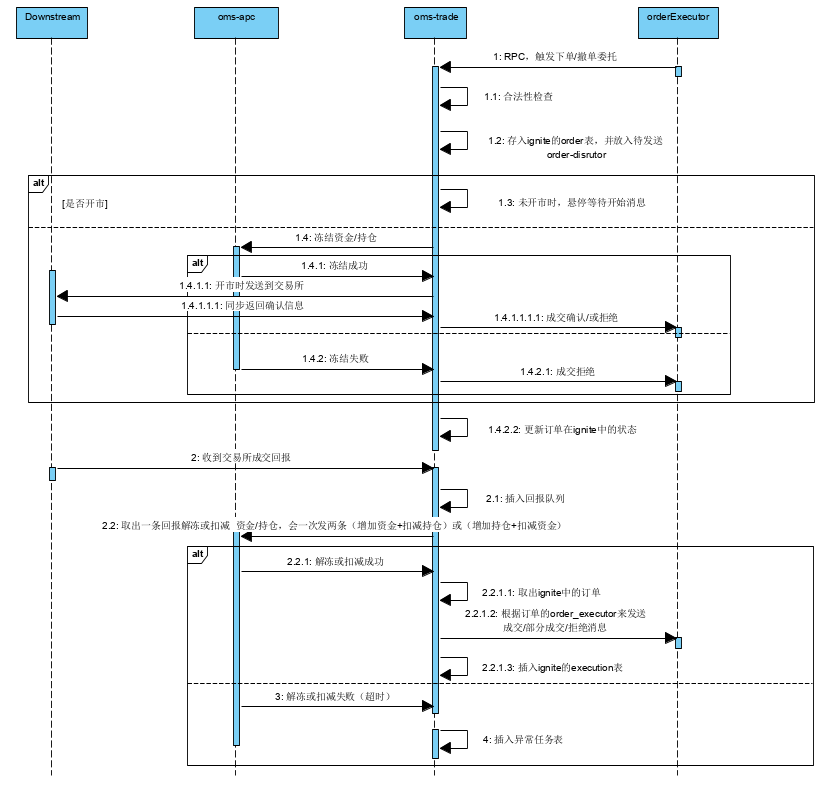 Downstream
oms-apc
oms-trade
orderExecutor
1: RPC，触发下单/撤单委托
1.1: 合法性检查
1.2: 存入ignite的order表，并放入待发送
order-disrutor
alt
[是否开市]
1.3: 未开市时，悬停等待开始消息
1.4: 冻结资金/持仓
alt
1.4.1: 冻结成功
1.4.1.1: 开市时发送到交易所
1.4.1.1.1: 同步返回确认信息
1.4.1.1.1.1: 成交确认/或拒绝
1.4.2: 冻结失败
1.4.2.1: 成交拒绝
1.4.2.2: 更新订单在ignite中的状态
2: 收到交易所成交回报
2.1: 插入回报队列
2.2: 取出一条回报解冻或扣减 资金/持仓，会一次发两条（增加资金+扣减持仓）或（增加持仓+扣减资金）
alt
2.2.1: 解冻或扣减成功
2.2.1.1: 取出ignite中的订单
2.2.1.2: 根据订单的order_executor来发送
成交/部分成交/拒绝消息
2.2.1.3: 插入ignite的execution表
3: 解冻或扣减失败（超时）
4: 插入异常任务表